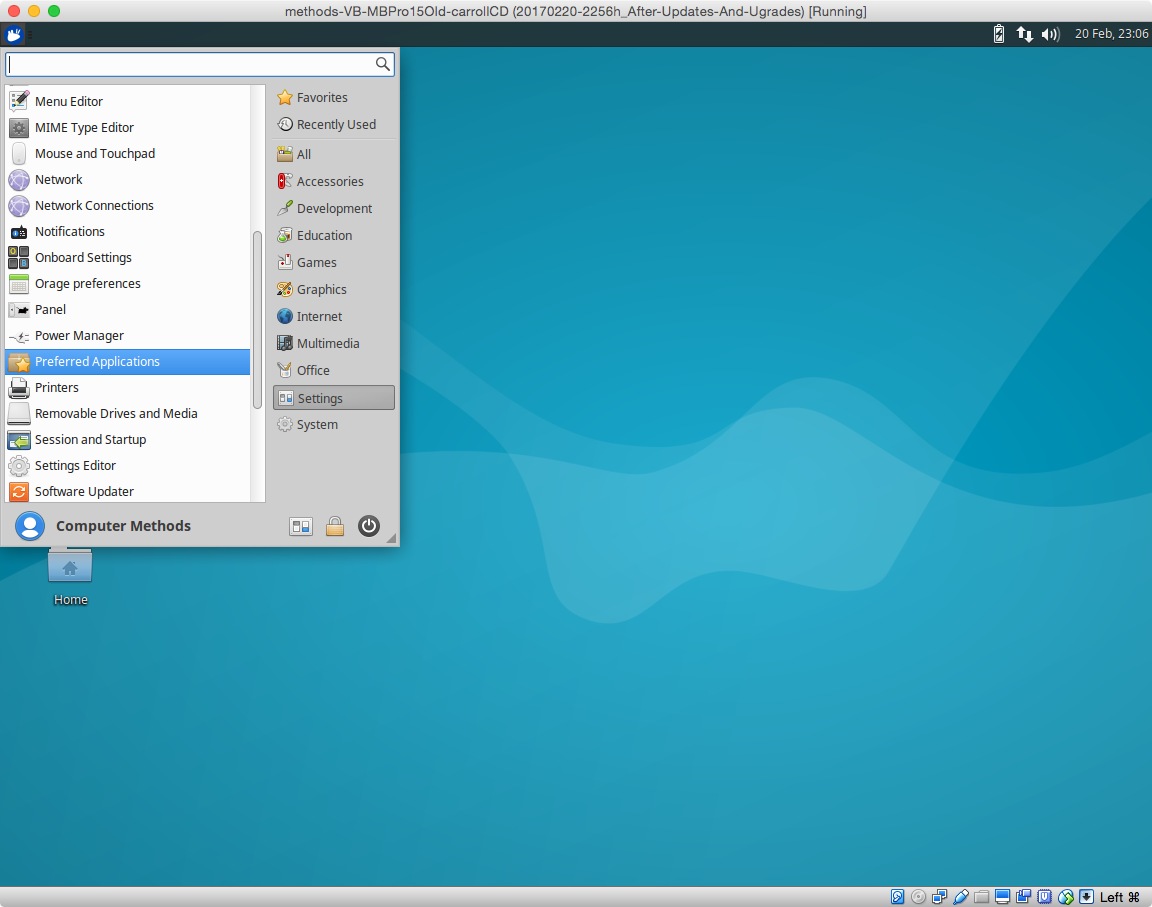 methods-VB-MBPro15Old-carrollCD (20170220-2256h_After-Updates-And-Ugrades) [Running]
20 Feb, 23:06
Menu Editor
MIME Type Editor
Mouse and Touchpad
Network
Network Connections
Notifications
Onboard Settings
Orage preferences
Panel
Power Manager
Preferred Applications
Printers
Removable Drives and Media
Session and Startup
Settings Editor
Software Updater
Favorites
Recently Used
All
Accessories
Development
Education
Games
Graphics
Internet
Multimedia
Office
Settings
System
Computer Methods
Home
Left ⌘